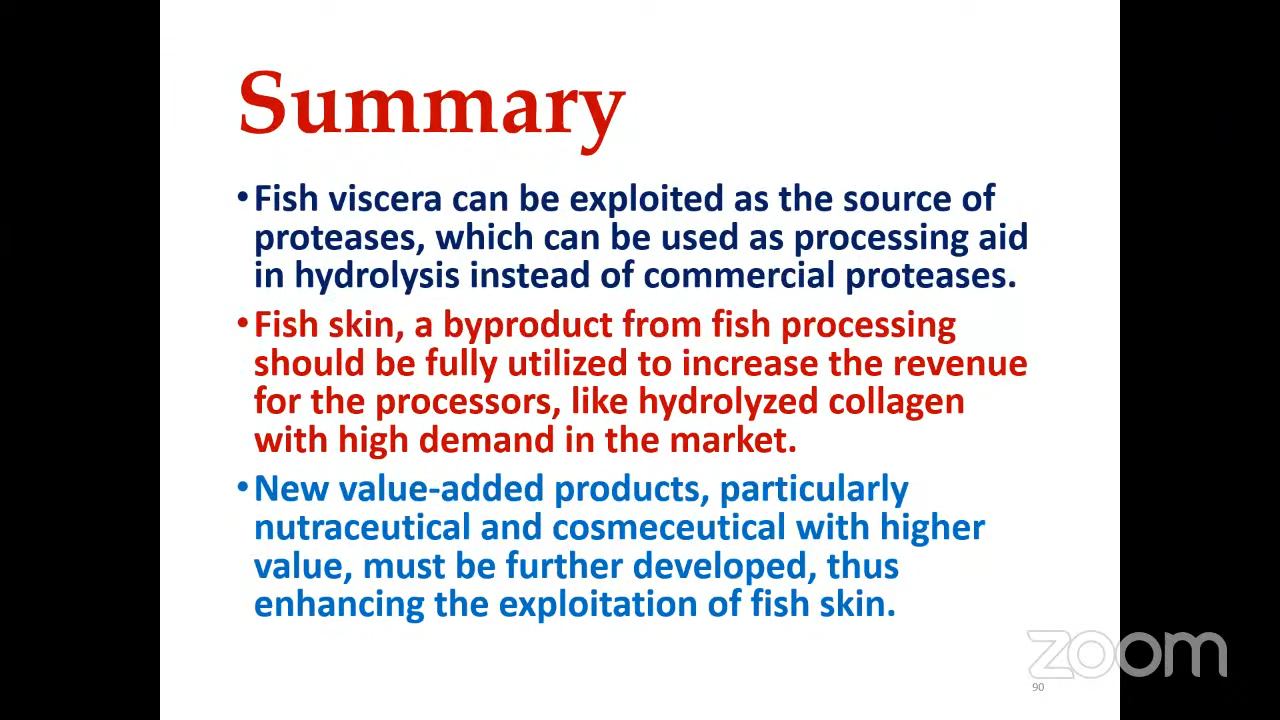 Summary
•Fish viscera can be exploited as the source of
proteases, which can be used as processing aid
in hydrolysis instead of commercial proteases.
•Fish skin, a byproduct from fish processing
should be fully utilized to increase the revenue
for the processors, like hydrolyzed collagen
with high demand in the market.
•New value-added products, particularly
nutraceutical and cosmeceutical with higher
value, must be further developed, thus
enhancing the exploitation of fish skin.
zoom
90